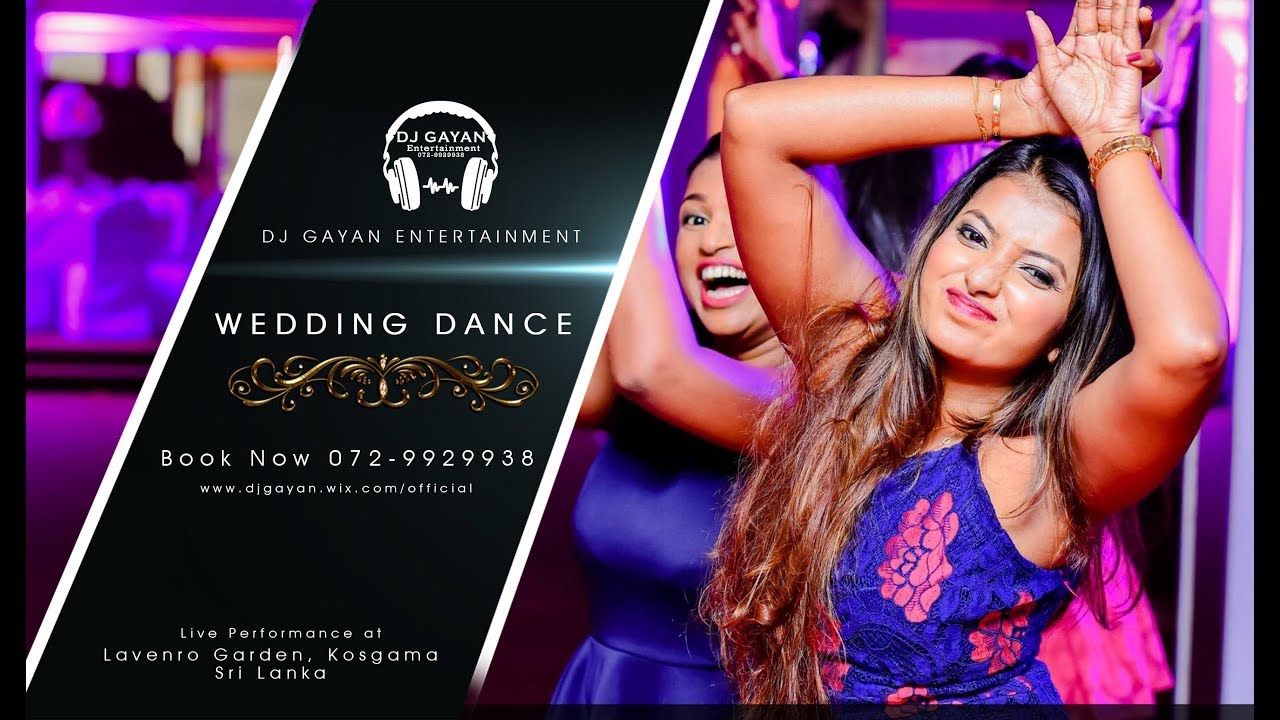 DJ GAYAN
Entertainment
072-9929938
DJ GAYAN ENTERTAINMENT
WEDDING DANCE
Book Now 072-9929938
www.djgayan.wix.com/official
Live Performance at
Lavenro Garden, Kosgama
Sri Lanka